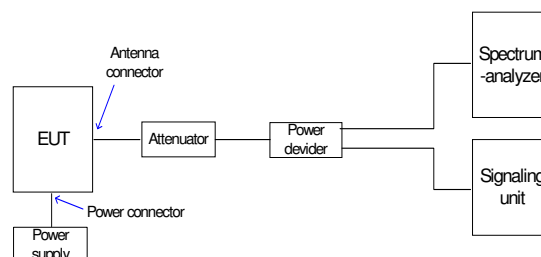 Antenna
connector
Spectrum
-analyzer
EUT
Attenuator
Power
devider
Signaling
unit
Power connector
Power
supply